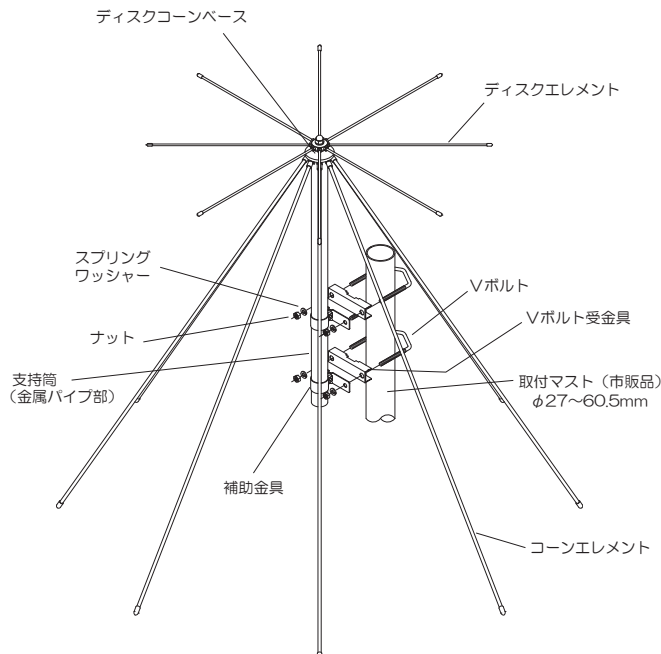 ディスクコーンベース
ディスクエレメント
スプリング
ワッシャー
Vボルト
ナット
Vボルト受金具
支持筒
（金属パイプ部）
取付マスト（市販品）
φ27～60.5mm
補助金具
コーンエレメント